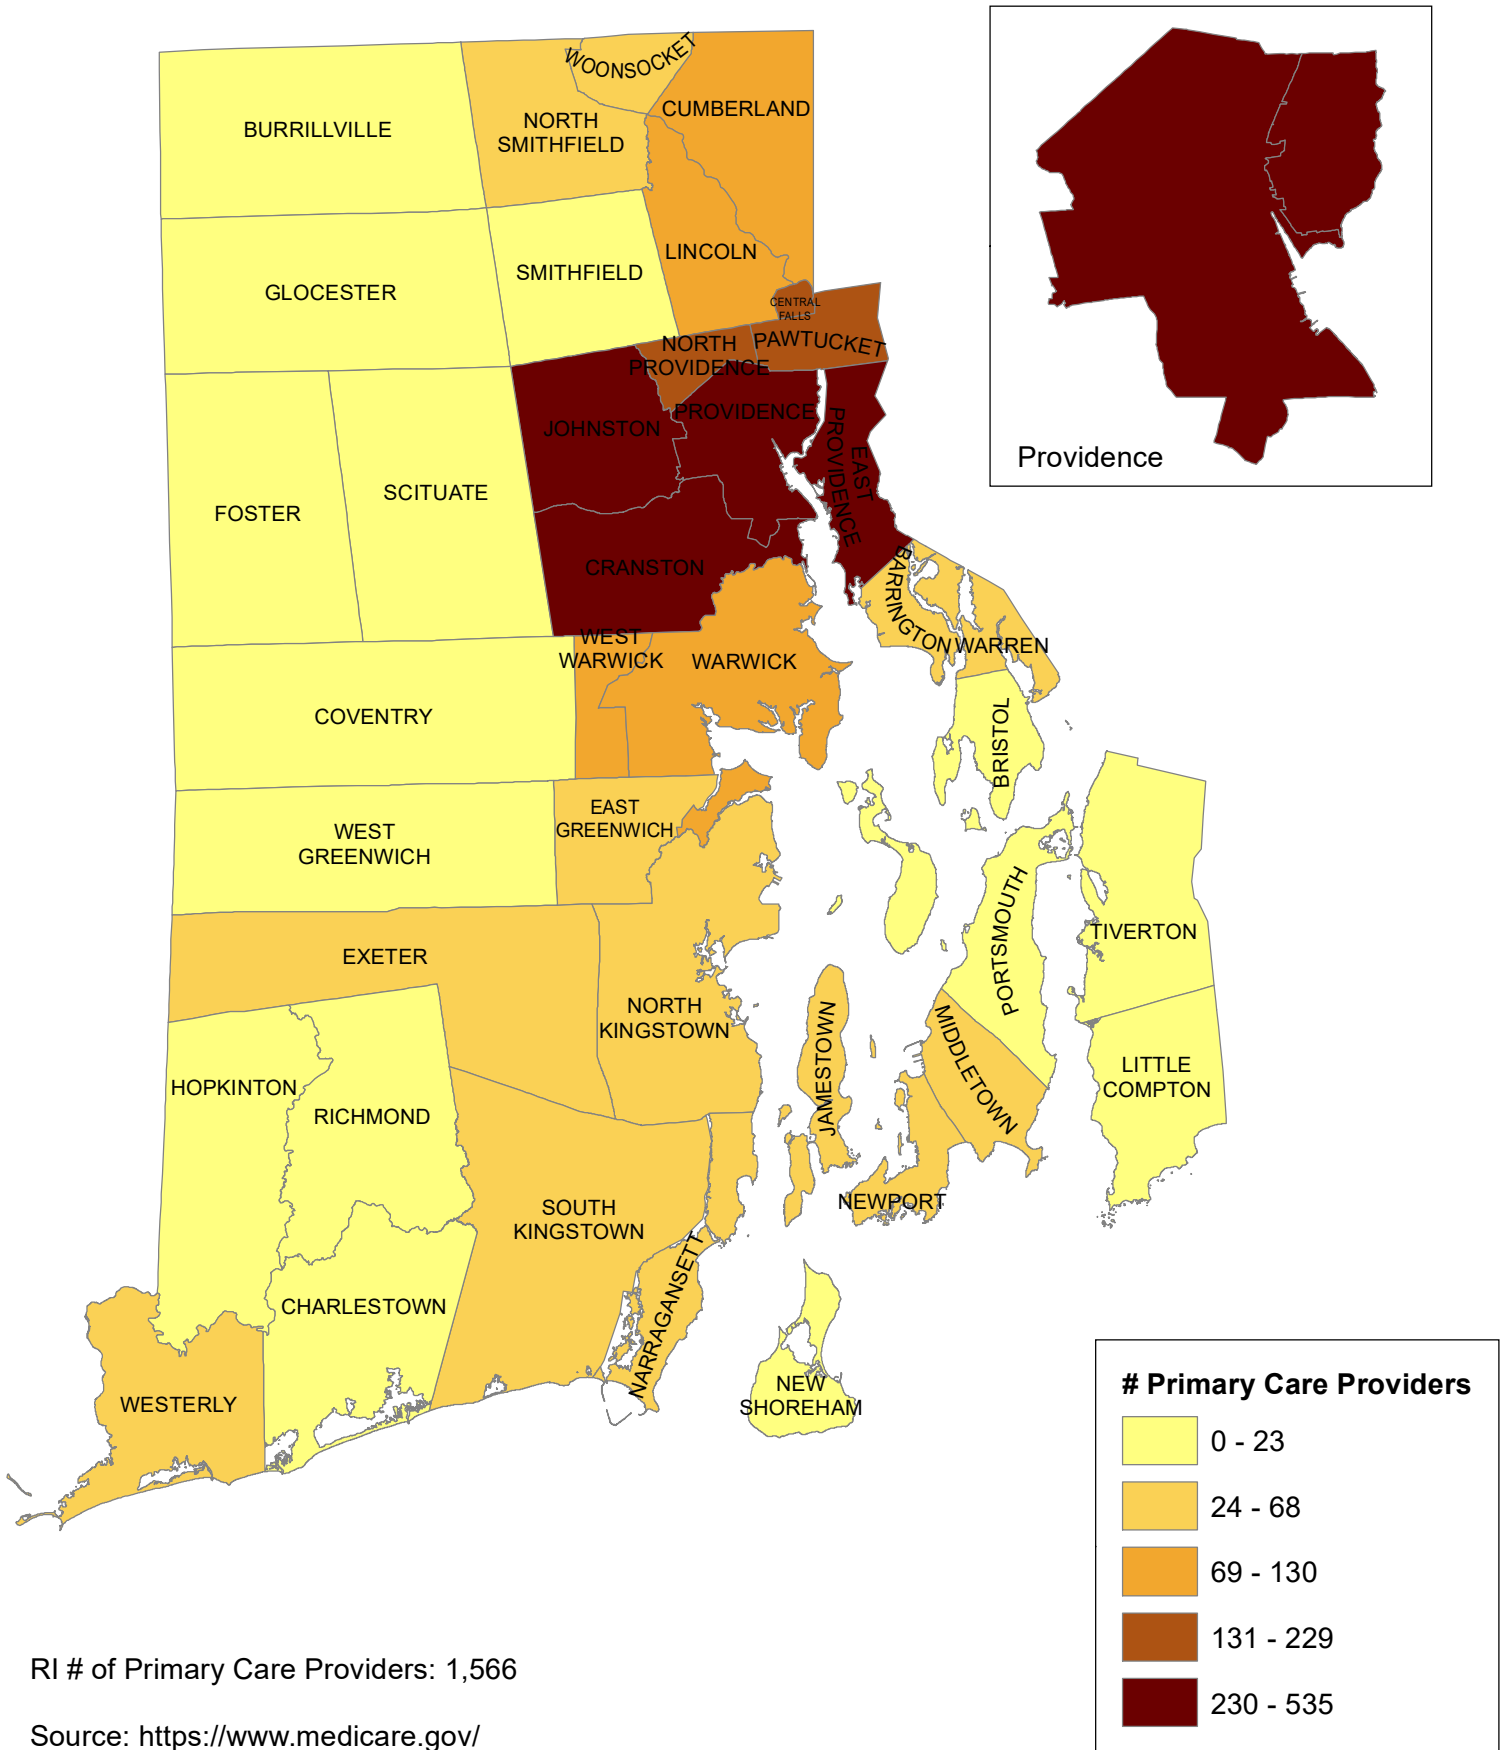 WOONSOCKET
CUMBERLAND
BURRILLVILLE
NORTH
SMITHFIELD
LINCOLN
SMITHFIELD
GLOCESTER
CENTRAL
FALLS
NORTH
PROVIDENCE
PAWTUCKET
PROVIDENCE
JOHNSTON
EAST
PROVIDENCE
SCITUATE
FOSTER
CRANSTON
BARRINGTON
WARREN
WEST
WARWICK
WARWICK
COVENTRY
BRISTOL
EAST
GREENWICH
WEST
GREENWICH
PORTSMOUTH
TIVERTON
EXETER
NORTH
KINGSTOWN
JAMESTOWN
MIDDLETOWN
LITTLE
COMPTON
HOPKINTON
RICHMOND
SOUTH
KINGSTOWN
NEWPORT
NARRAGANSETT
CHARLESTOWN
WESTERLY
NEW
SHOREHAM
Providence
# Primary Care Providers
0 - 23
24 - 68
69 - 130
131 - 229
230 - 535
RI # of Primary Care Providers: 1,566
Source: https://www.medicare.gov/